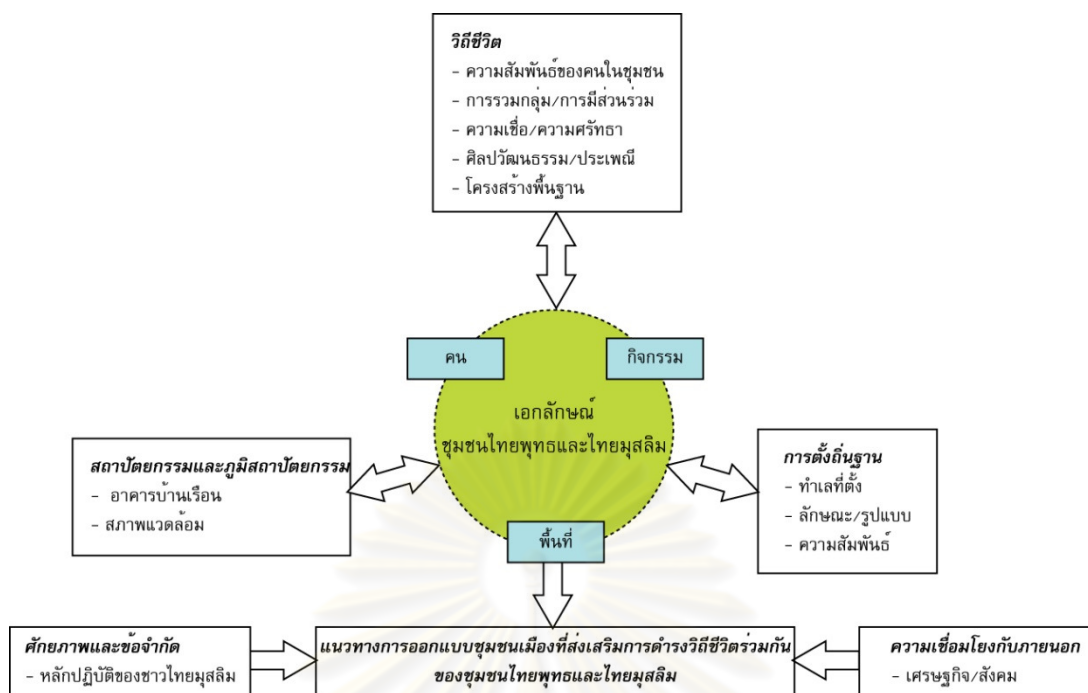 วิถีชีวิต
- ความสัมพันธ์ของคนในชุมชน
- การรวมกลุ่ม/การมีส่วนร่วม
- ความเชื่อ/ความศรัทธา
- ศิลปวัฒนธรรม/ประเพณี
- โครงสร้างพื้นฐาน
คน
กิจกรรม
เอกลักษณ์
ชุมชนไทยพุทธและไทยมุสลิม
สถาปัตยกรรมและภูมิสถาปัตยกรรม
- อาคารบ้านเรือน
- สภาพแวดล้อม
การตั้งถิ่นฐาน
- ทำเลที่ตั้ง
- ลักษณะ/รูปแบบ
- ความสัมพันธ์
พื้นที่
ศักยภาพและข้อจำกัด
- หลักปฏิบัติของชาวไทยมุสลิม
แนวทางการออกแบบชุมชนเมืองที่ส่งเสริมการดำรงวิถีชีวิตร่วมกัน
ของชุมชนไทยพุทธและไทยมุสลิม
ความเชื่อมโยงกับภายนอก
- เศรษฐกิจ/สังคม